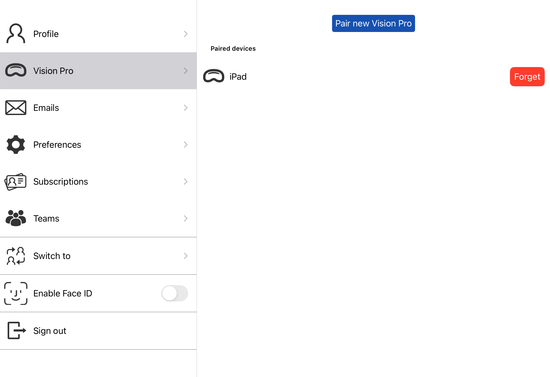 Profile
Vision Pro
Emails
Preferences
Subscriptions
Teams
Switch to
Enable Face ID
Sign out
Pair new Vision Pro
Paired devices
iPad
Forget